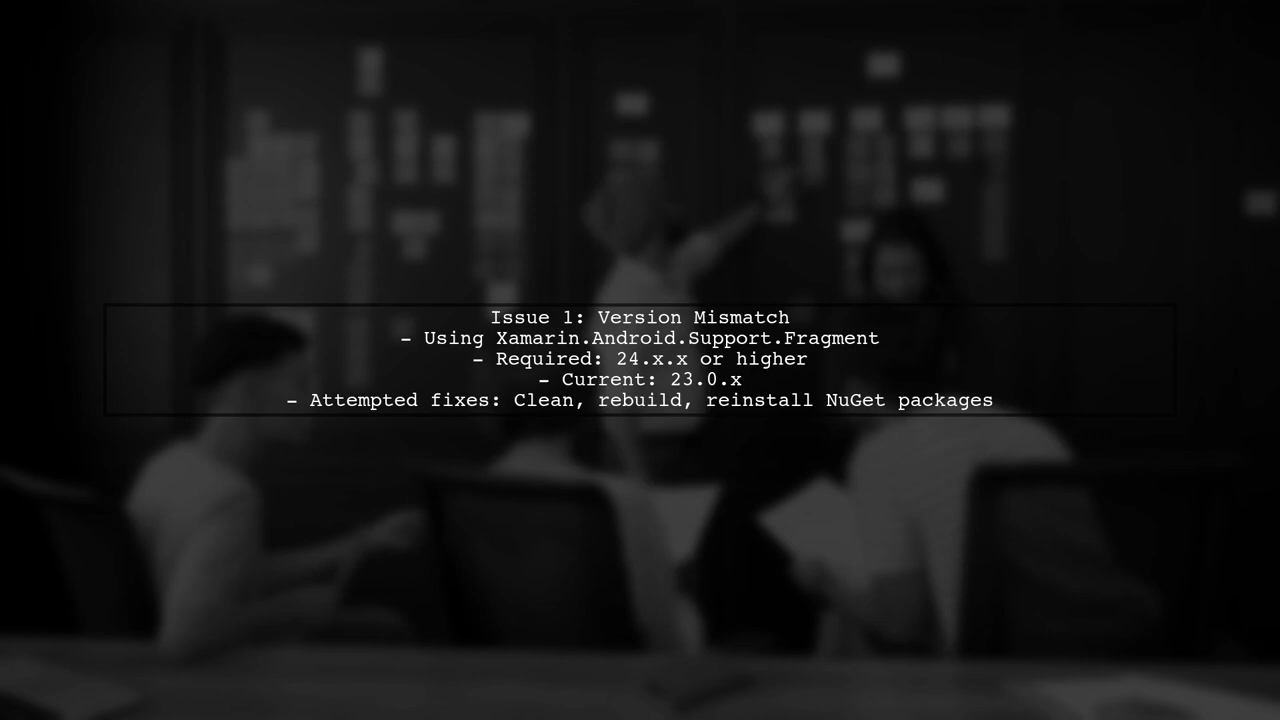 Issue 1: Version Mismatch
- Using Xamarin.Android.Support.Fragment
- Required: 24.x.x or higher
- Current: 23.0.x
- Attempted fixes: Clean, rebuild, reinstall NuGet packages